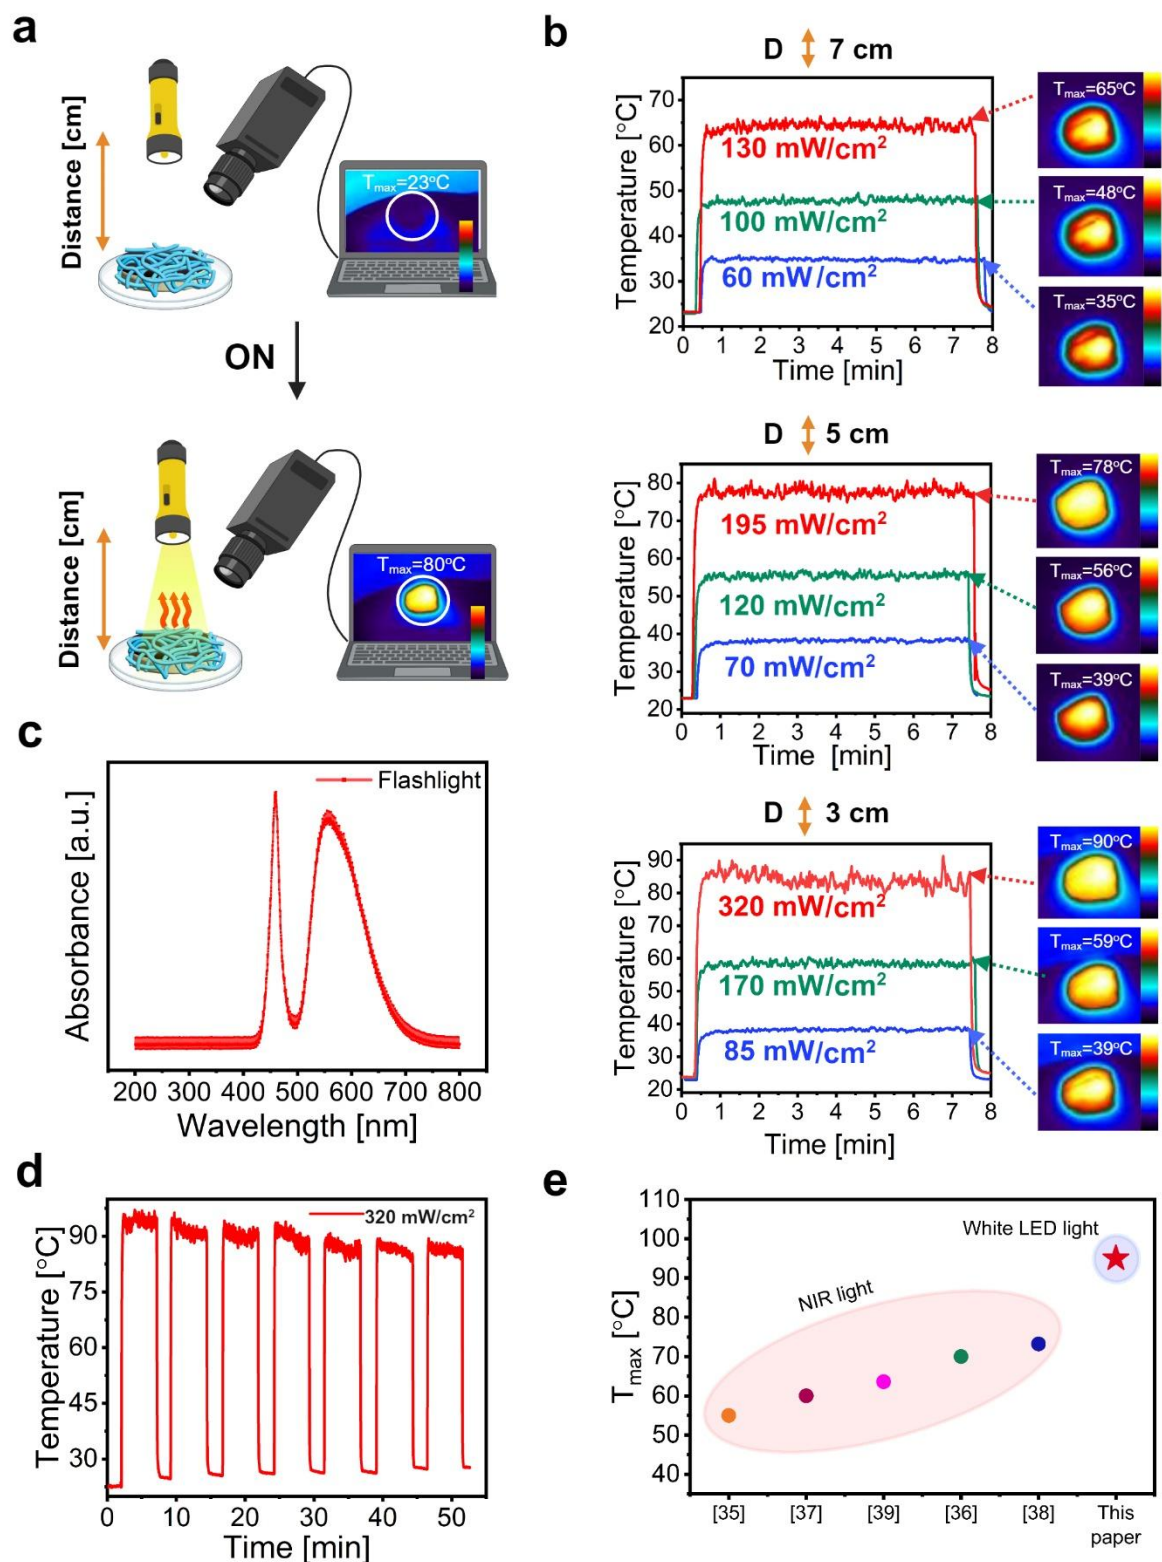 a
Distance [cm]
Tmax=23°C
ON
Distance [cm]
Tmax=80°C
b
D 7 cm
Temperature [°C]
70
60
50
40
30
20
130 mW/cm²
100 mW/cm²
60 mW/cm²
0 1 2 3 4 5 6 7 8
Time [min]
Tmax=65°C
Tmax=48°C
Tmax=35°C
D 5 cm
Temperature [°C]
80
70
60
50
40
30
20
195 mW/cm²
120 mW/cm²
70 mW/cm²
0 1 2 3 4 5 6 7 8
Time [min]
Tmax=78°C
Tmax=56°C
Tmax=39°C
D 3 cm
Temperature [°C]
90
80
70
60
50
40
30
20
320 mW/cm²
170 mW/cm²
85 mW/cm²
0 1 2 3 4 5 6 7 8
Time [min]
Tmax=90°C
Tmax=59°C
Tmax=39°C
c
Flashlight
Absorbance [a.u.]
200 300 400 500 600 700 800
Wavelength [nm]
d
320 mW/cm²
Temperature [°C]
90
75
60
45
30
0 10 20 30 40 50
Time [min]
e
Tmax [°C]
110
100
90
80
70
60
50
40
White LED light
NIR light
[35] [37] [39] [36] [38] This
paper